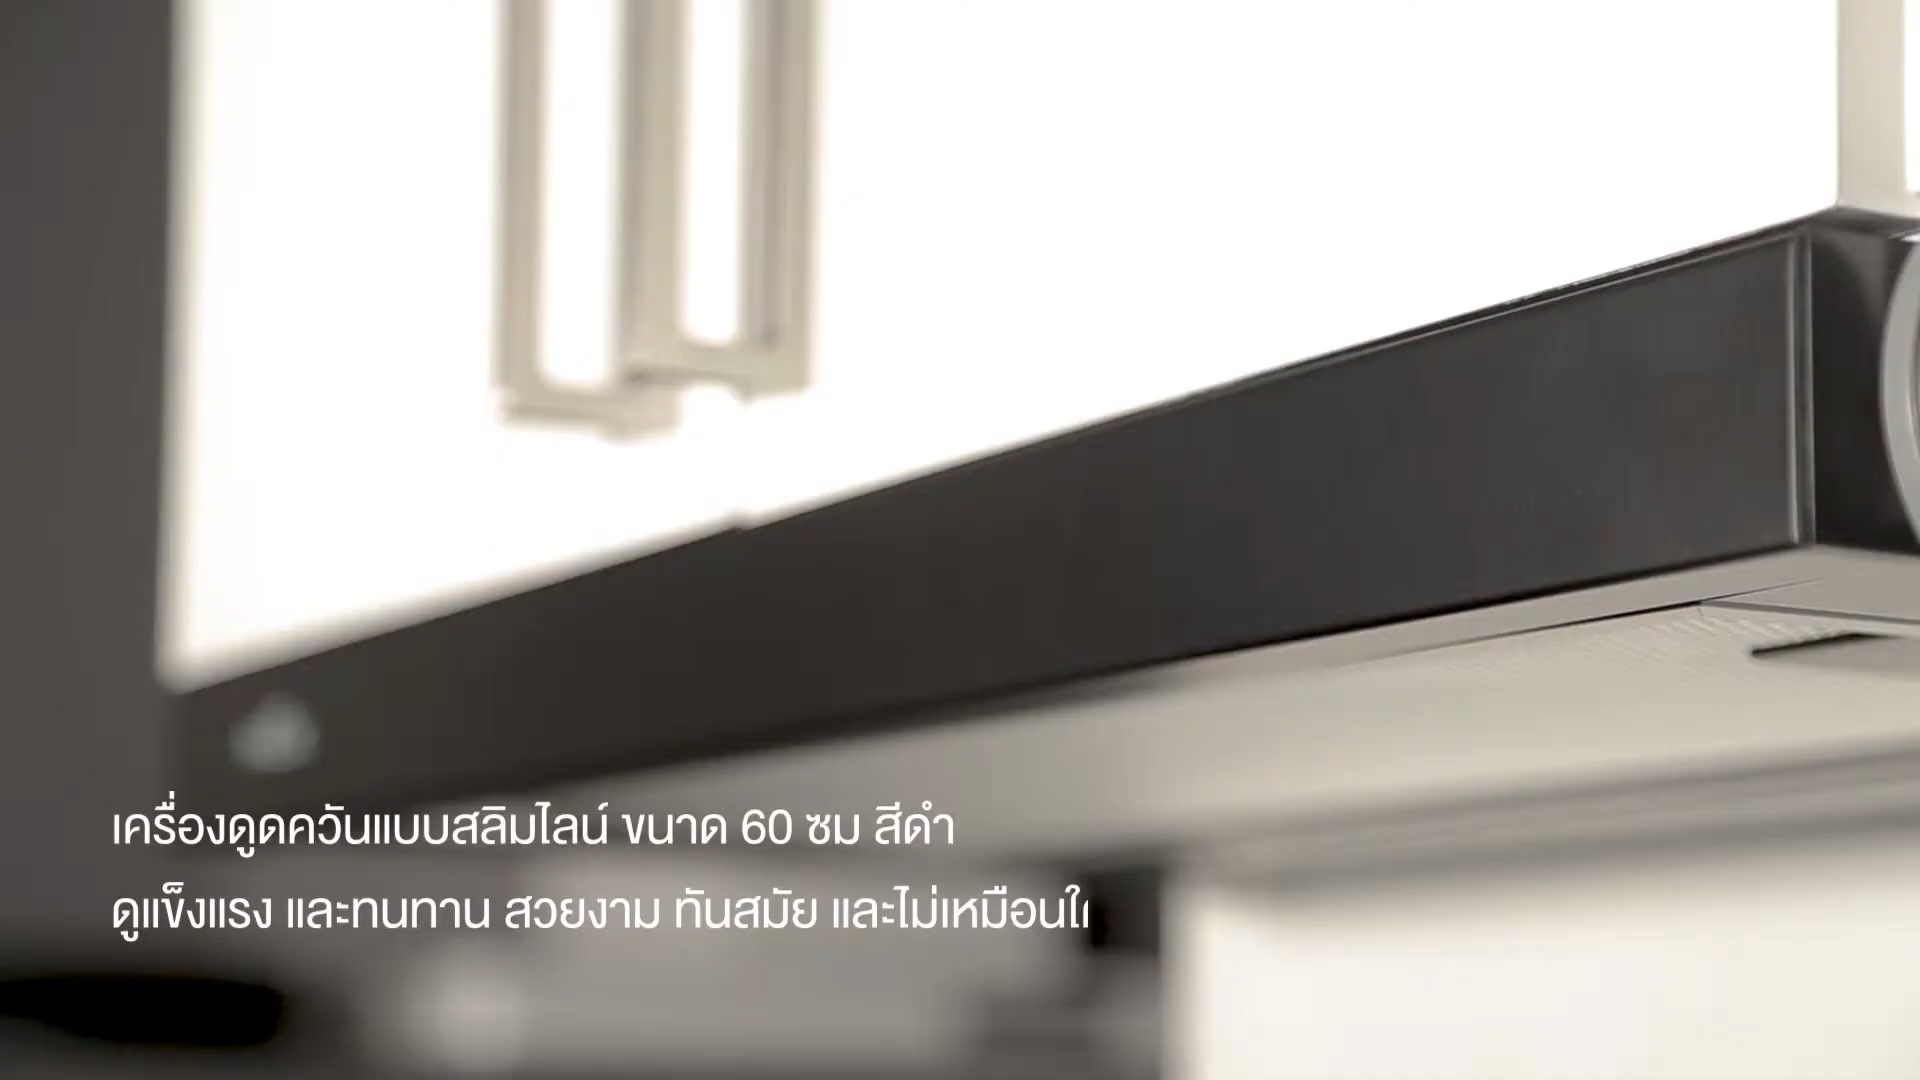 เครื่องดูดควันแบบสลิมไลน์ ขนาด 60 ซม สีดำ
ดูแข็งแรง และทนทาน สวยงาม ทันสมัย และไม่เหมือน